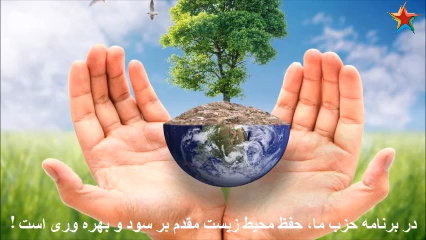 در برنامه حزب ما، حفظ محیط زیست مقدم بر سود و بهره وری است !